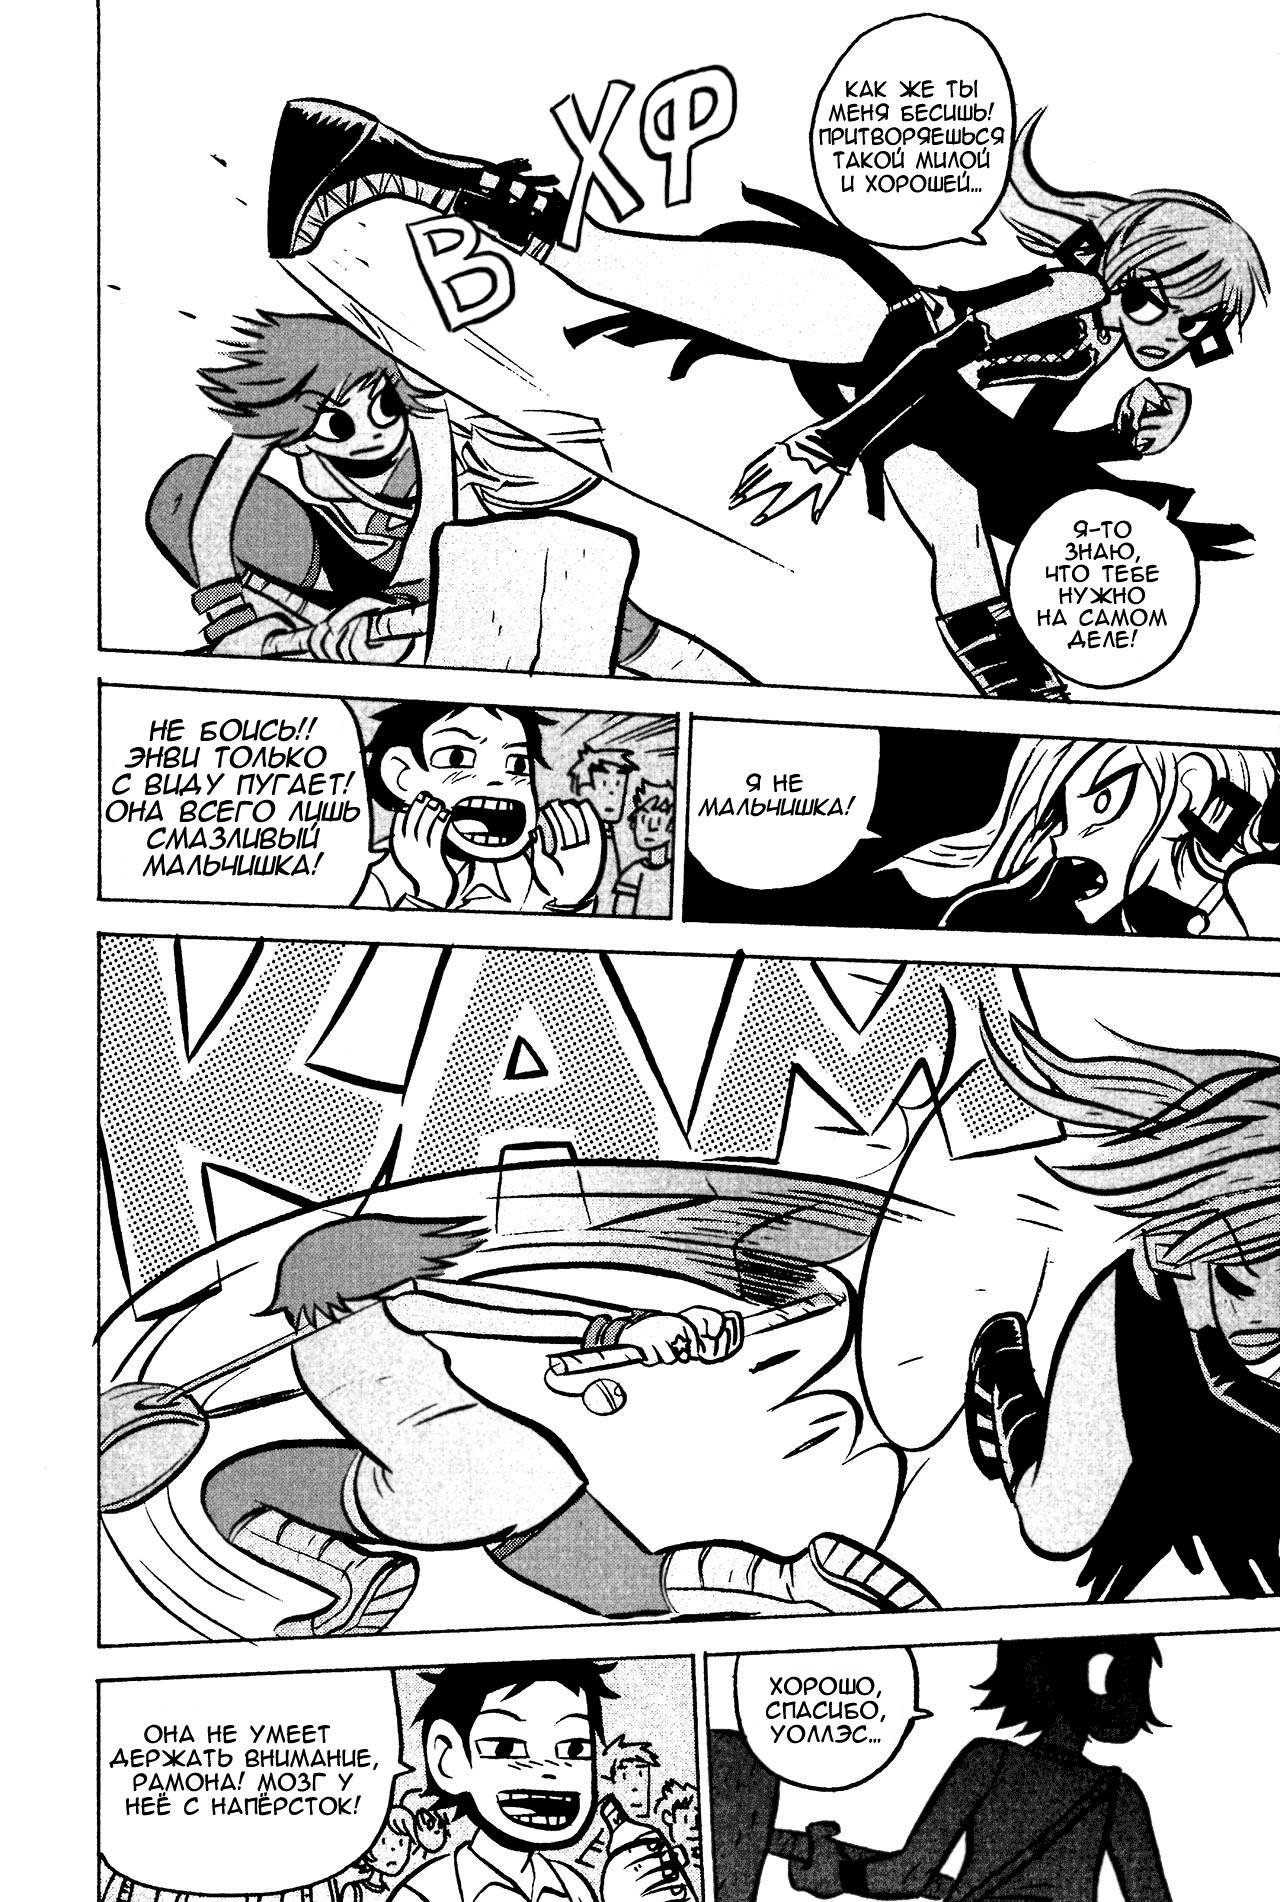 КАК ЖЕ ТЫ
МЕНЯ БЕСИШЬ!
ПРИТВОРЯЕШЬСЯ
ТАКОЙ МИЛОЙ
И ХОРОШЕЙ...
ВХФ
Я-ТО
ЗНАЮ,
ЧТО ТЕБЕ
НУЖНО
НА САМОМ
ДЕЛЕ!
НЕ БОИСЬ!!
ЭНВИ ТОЛЬКО
С ВИДУ ПУГАЕТ!
ОНА ВСЕГО ЛИШЬ
СМАЗЛИВЫЙ
МАЛЬЧИШКА!
Я НЕ
МАЛЬЧИШКА!
КАМ
ОНА НЕ УМЕЕТ
ДЕРЖАТЬ ВНИМАНИЕ,
РАМОНА! МОЗГ У
НЕЁ С НАПЁРСТОК!
ХОРОШО,
СПАСИБО,
УОЛЛЭС...